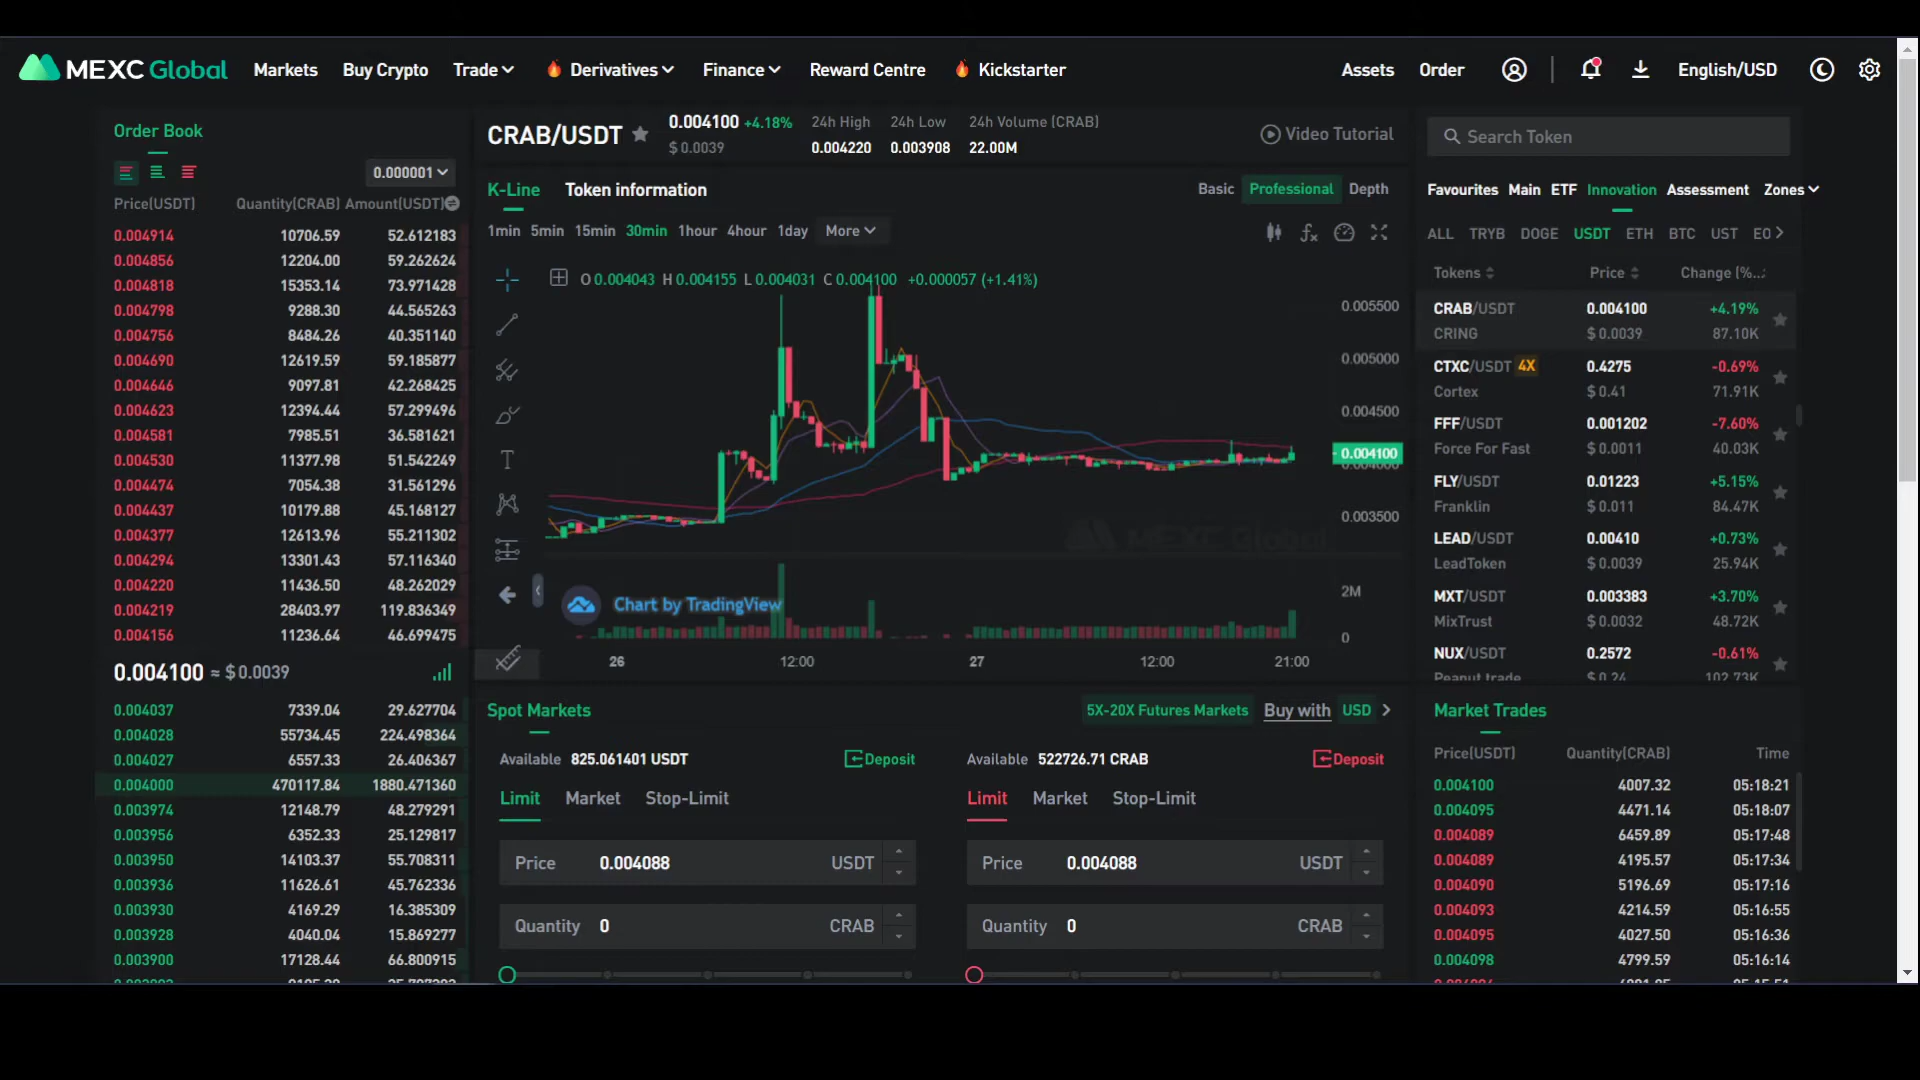 MEXC Global Markets Buy Crypto Trade Derivatives Finance Reward Centre Kickstarter Assets Order English/USD
Order Book
0.000001
Price(USDT) Quantity(CRAB) Amount(USDT)
0.004914 10706.59 52.612183
0.004856 12204.00 59.262624
0.004818 15353.14 73.971428
0.004798 9288.30 44.565263
0.004756 8484.26 40.351140
0.004690 12619.59 59.185877
0.004646 9097.81 42.268425
0.004623 12394.44 57.299496
0.004581 7985.51 36.581621
0.004530 11377.98 51.542249
0.004474 7054.38 31.561296
0.004437 10179.88 45.168127
0.004377 12613.96 55.211302
0.004294 13301.43 57.116340
0.004220 11436.50 48.262029
0.004219 28403.97 119.836349
0.004156 11236.64 46.699475
0.004100 ≈ $ 0.0039
0.004037 7339.04 29.627704
0.004028 55734.45 224.498364
0.004027 6557.33 26.406367
0.004000 470117.84 1880.471360
0.003974 12148.79 48.279291
0.003956 6352.33 25.129817
0.003950 14103.37 55.708311
0.003936 11626.61 45.762336
0.003930 4169.29 16.385309
0.003928 4040.04 15.869277
0.003900 17128.44 66.800915
CRAB/USDT
0.004100 +4.18%
$ 0.0039
24h High
0.004220
24h Low
0.003908
24h Volume (CRAB)
22.00M
Video Tutorial
K-Line Token information Basic Professional Depth
1min 5min 15min 30min 1hour 4hour 1day More
O 0.004043 H 0.004155 L 0.004031 C 0.004100 +0.000057 (+1.41%)
0.005500
0.005000
0.004500
0.004100
0.004000
0.003500
MEXC Global
Chart by TradingView
2M
0
26 12:00 27 12:00 21:00
Spot Markets 5X-20X Futures Markets Buy with USD
Available 825.061401 USDT Deposit
Limit Market Stop-Limit
Price 0.004088 USDT
Quantity 0 CRAB
Available 522726.71 CRAB Deposit
Limit Market Stop-Limit
Price 0.004088 USDT
Quantity 0 CRAB
Search Token
Favourites Main ETF Innovation Assessment Zones
ALL TRYB DOGE USDT ETH BTC UST EO
Tokens Price Change (%...
CRAB/USDT 0.004100 +4.19%
CRING $ 0.0039 87.10K
CTXC/USDT 4X 0.4275 -0.69%
Cortex $ 0.41 71.91K
FFF/USDT 0.001202 -7.60%
Force For Fast $ 0.0011 40.03K
FLY/USDT 0.01223 +5.15%
Franklin $ 0.011 84.47K
LEAD/USDT 0.00410 +0.73%
LeadToken $ 0.0039 25.94K
MXT/USDT 0.003383 +3.70%
MixTrust $ 0.0032 48.72K
NUX/USDT 0.2572 -0.61%
Peanut trade $ 0.24 102.73K
Market Trades
Price(USDT) Quantity(CRAB) Time
0.004100 4007.32 05:18:21
0.004095 4471.14 05:18:07
0.004089 6459.89 05:17:48
0.004089 4195.57 05:17:34
0.004090 5196.69 05:17:16
0.004093 4214.59 05:16:55
0.004095 4027.50 05:16:36
0.004098 4799.59 05:16:14